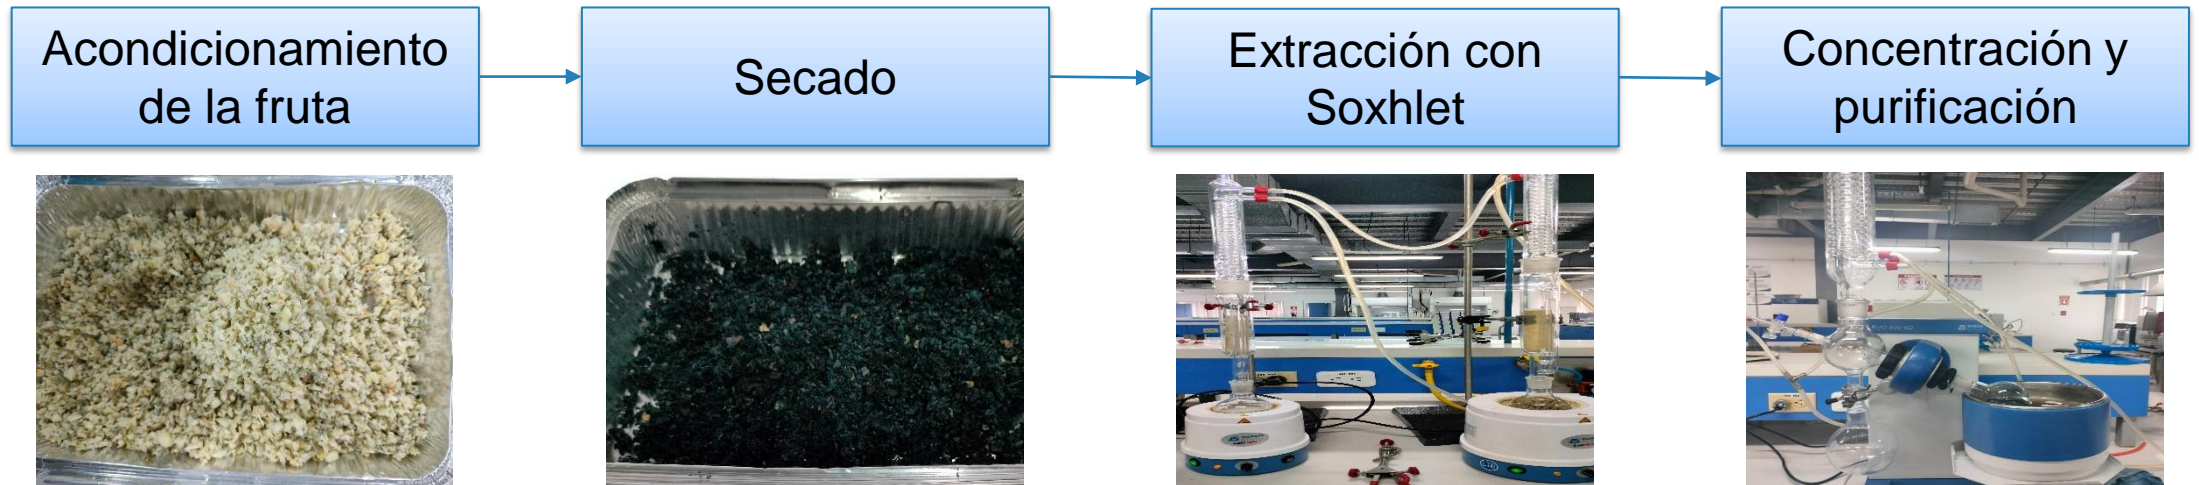 Acondicionamiento
de la fruta
Secado
Extracción con
Soxhlet
Concentración y
purificación